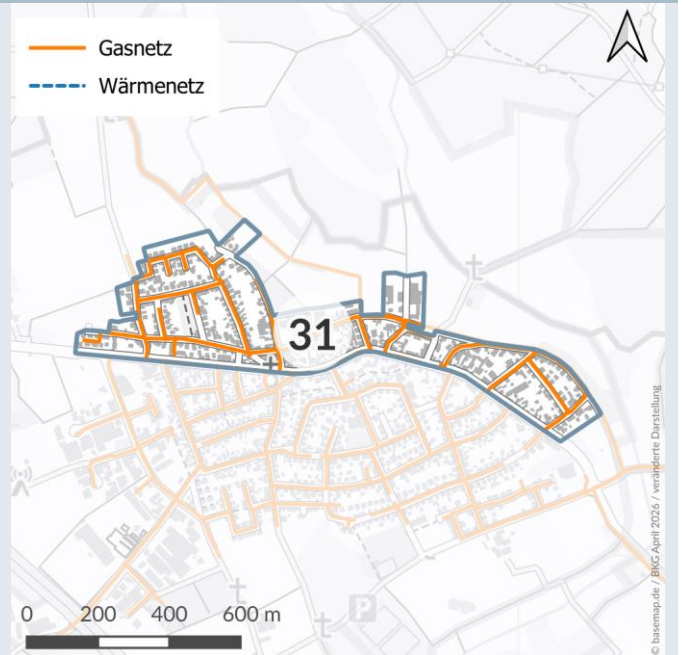 Gasnetz
Wärmenetz
31
P
0 200 400 600 m
© basemap.de / BKG April 2026 / veränderte Darstellung